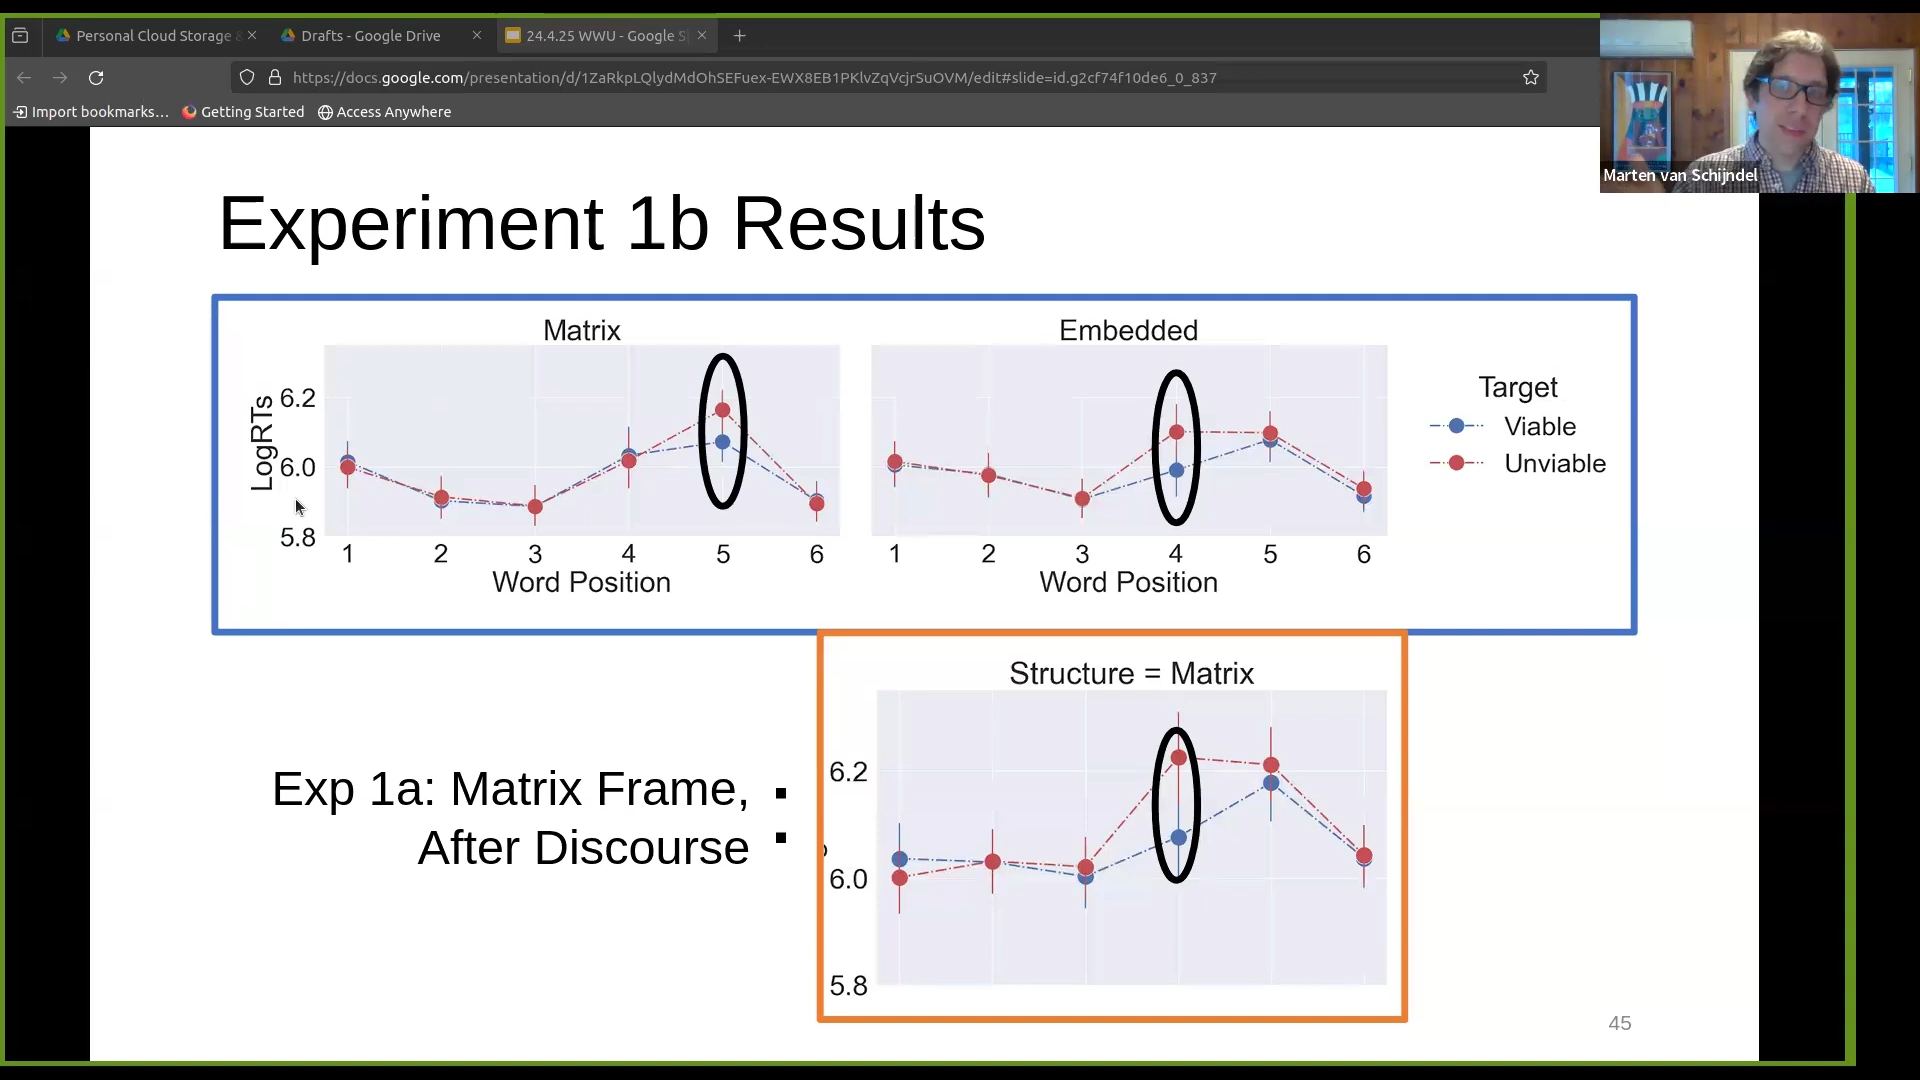 Personal Cloud Storage
Drafts - Google Drive
24.4.25 WWU - Google S
https://docs.google.com/presentation/d/1ZaRkpLQlydMdOhSEFuex-EWX8EB1PKlvZqVcjrSuOVM/edit#slide=id.g2cf74f10de6_0_837
Import bookmarks... Getting Started Access Anywhere
Marten van Schijndel
Experiment 1b Results
Matrix
Embedded
LogRTs
6.2
6.0
5.8
1 2 3 4 5 6
Word Position
1 2 3 4 5 6
Word Position
Target
Viable
Unviable
Structure = Matrix
6.2
6.0
5.8
Exp 1a: Matrix Frame,
After Discourse
45